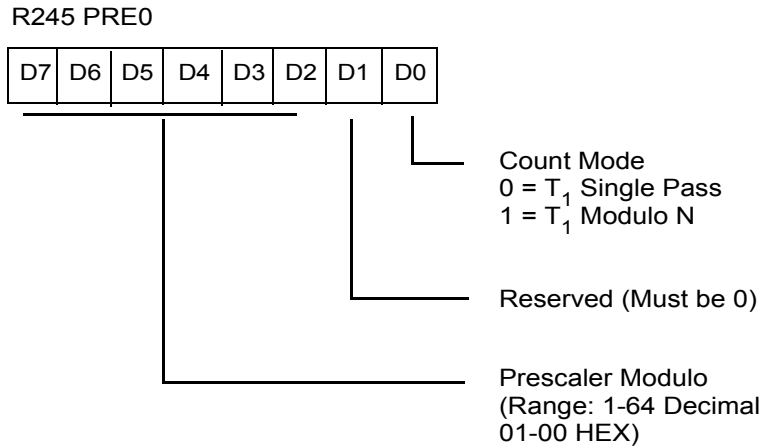 R245 PRE0
D7 D6 D5 D4 D3 D2 D1 D0
Count Mode
0 = T1 Single Pass
1 = T1 Modulo N
Reserved (Must be 0)
Prescaler Modulo
(Range: 1-64 Decimal
01-00 HEX)